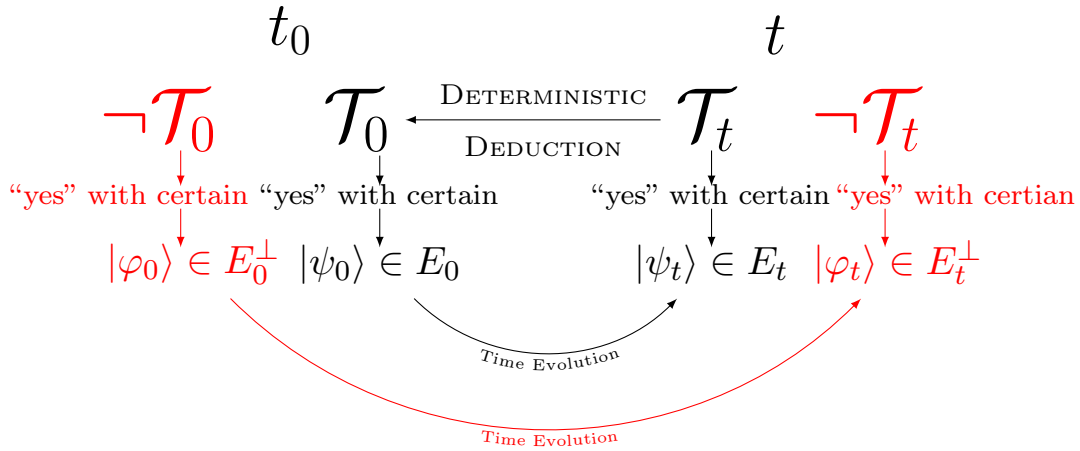 t₀ t
DETERMINISTIC
¬𝒯₀ 𝒯₀ 𝒯ₜ ¬𝒯ₜ
DEDUCTION
“yes” with certain “yes” with certain “yes” with certain “yes” with certian
|φ₀⟩ ∈ E₀^⊥ |ψ₀⟩ ∈ E₀ |ψₜ⟩ ∈ Eₜ |φₜ⟩ ∈ Eₜ^⊥
Time Evolution
Time Evolution